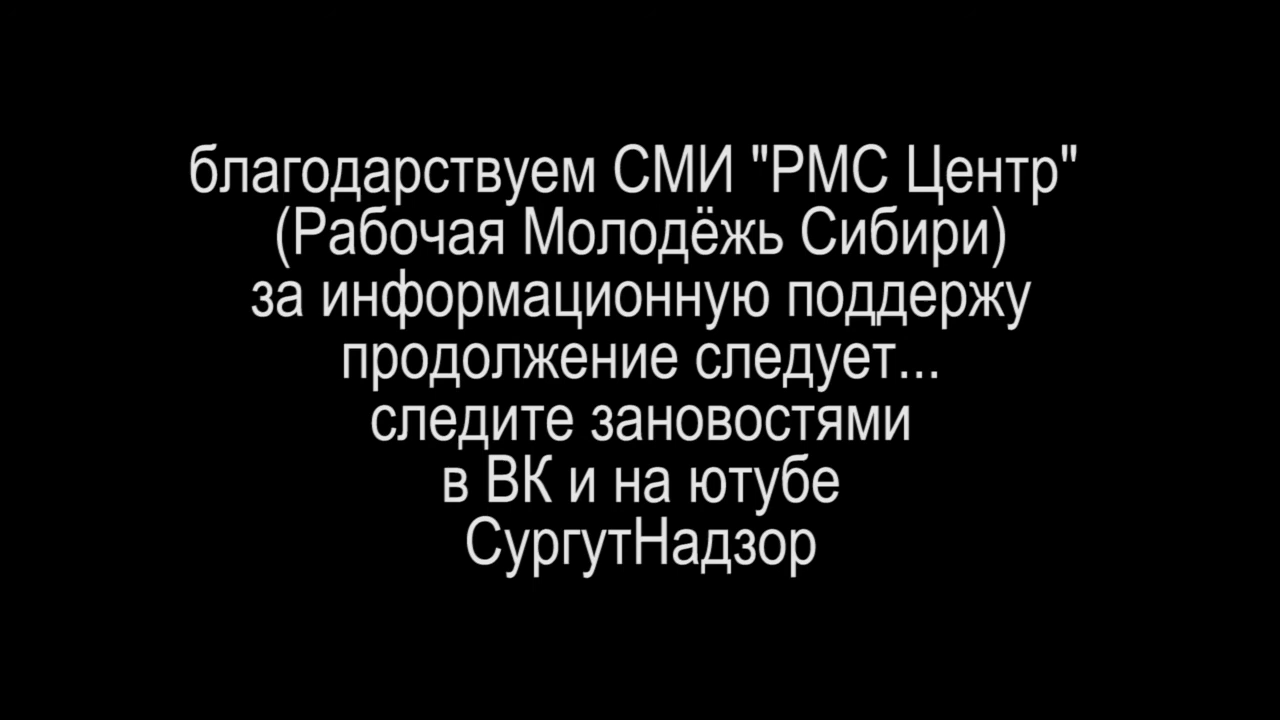 благодарствуем СМИ "РМС Центр"
(Рабочая Молодёжь Сибири)
за информационную поддержу
продолжение следует...
следите зановостями
в ВК и на ютубе
СургутНадзор